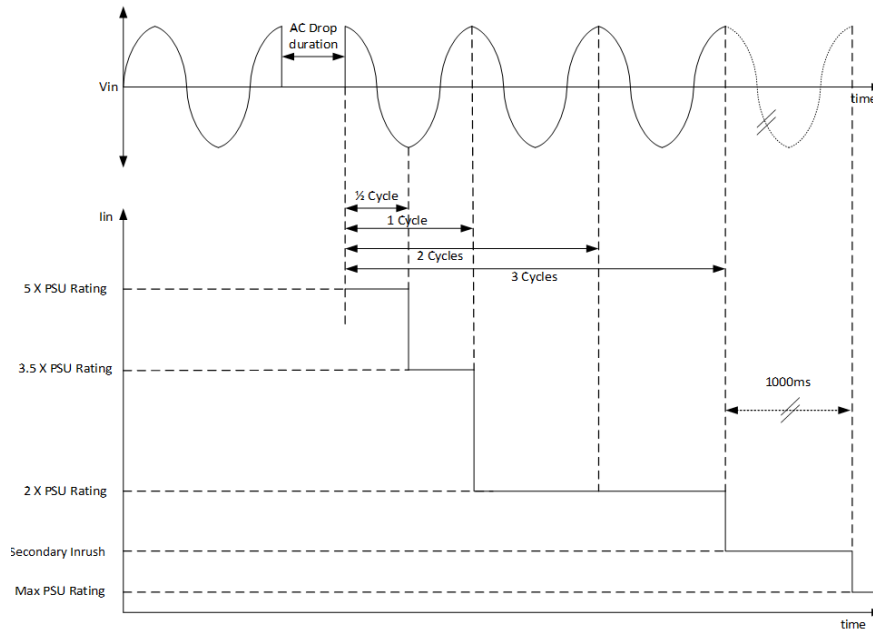 AC Drop
duration
Vin
time
½ Cycle
Iin
1 Cycle
2 Cycles
3 Cycles
5 X PSU Rating
3.5 X PSU Rating
1000ms
2 X PSU Rating
Secondary Inrush
Max PSU Rating
time